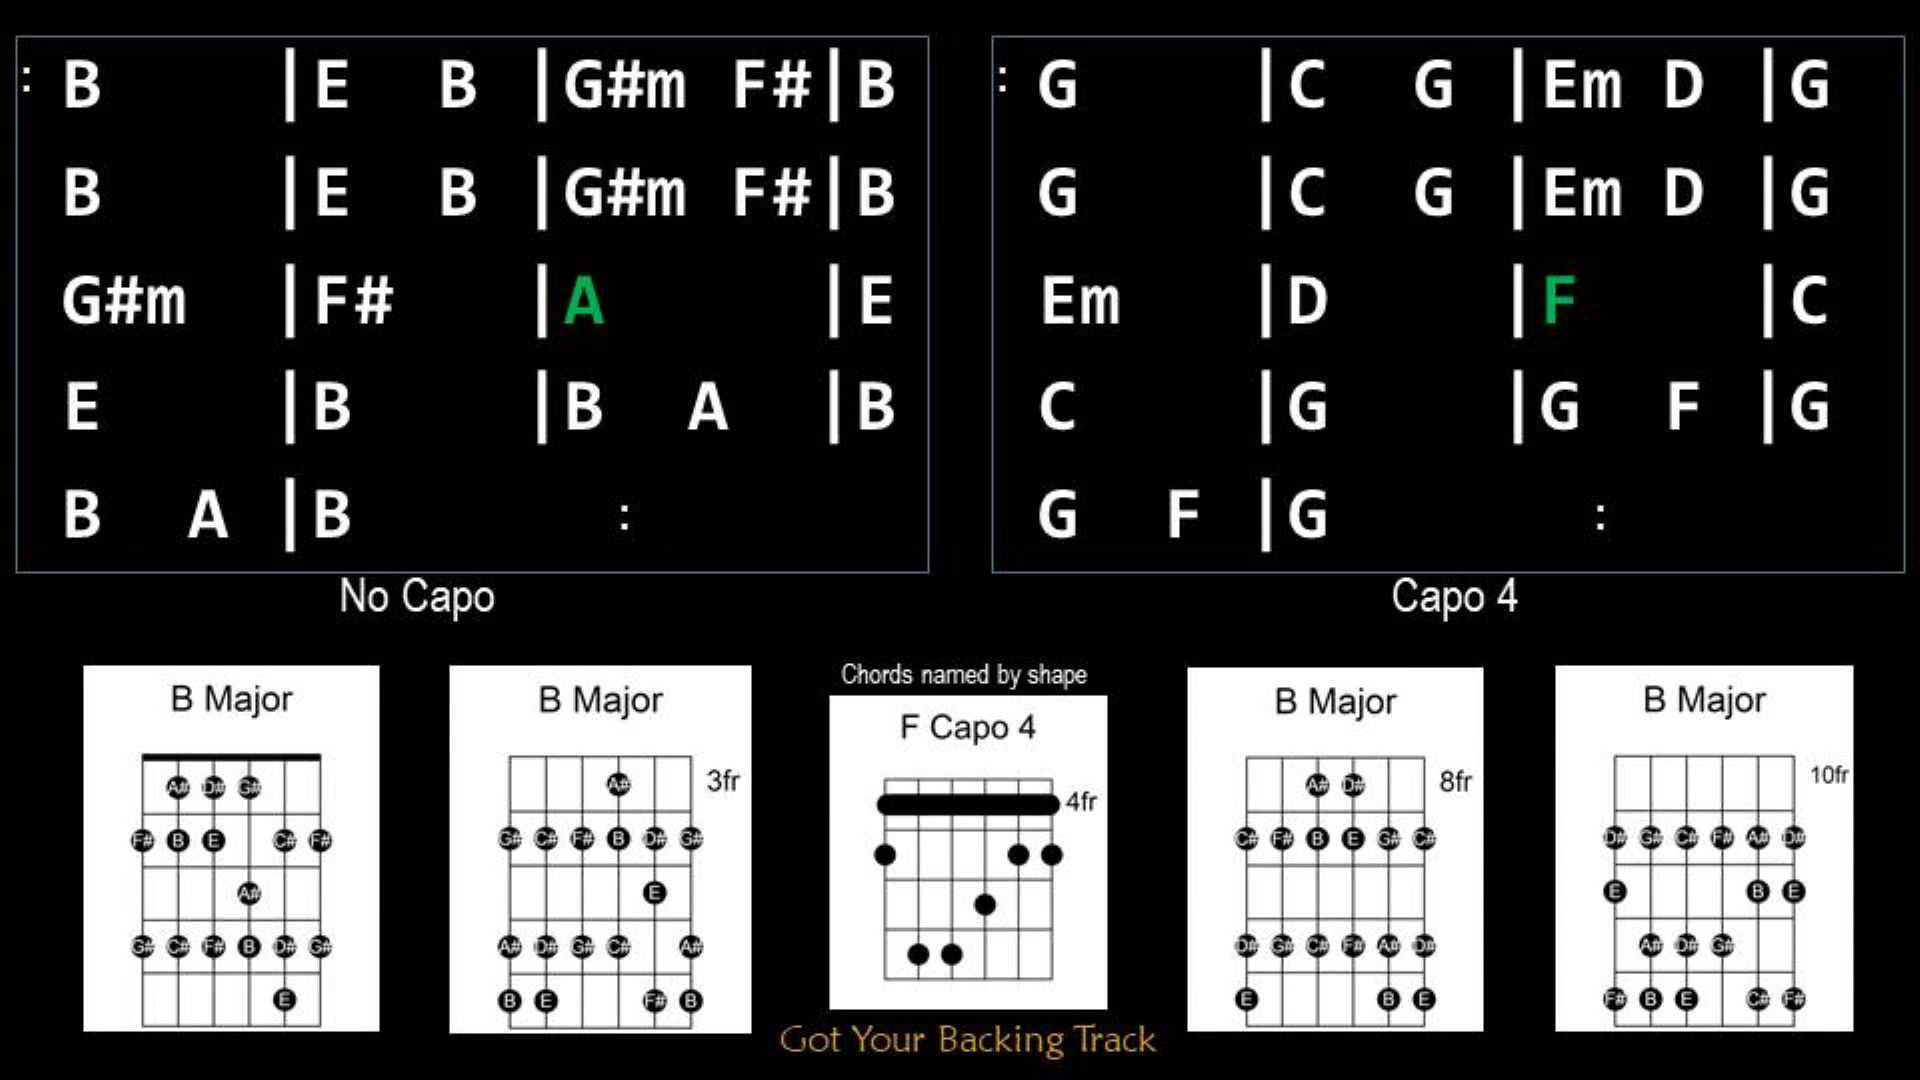 : B | E B | G#m F# | B
B | E B | G#m F# | B
G#m | F# | A | E
E | B | B A | B
B A | B :
No Capo
: G | C G | Em D | G
G | C G | Em D | G
Em | D | F | C
C | G | G F | G
G F | G :
Capo 4
B Major
A# D# G#
F# B E C# F#
A#
G# C# F# B D# G#
E
B Major
A# 3fr
G# C# F# B D# G#
E
A# D# G# C# A#
B E F# B
Chords named by shape
F Capo 4
4fr
B Major
A# D# 8fr
C# F# B E G# C#
D# G# C# F# A# D#
E B E
B Major
10fr
D# G# C# F# A# D#
E B E
A# D# G#
F# B E C# F#
Got Your Backing Track